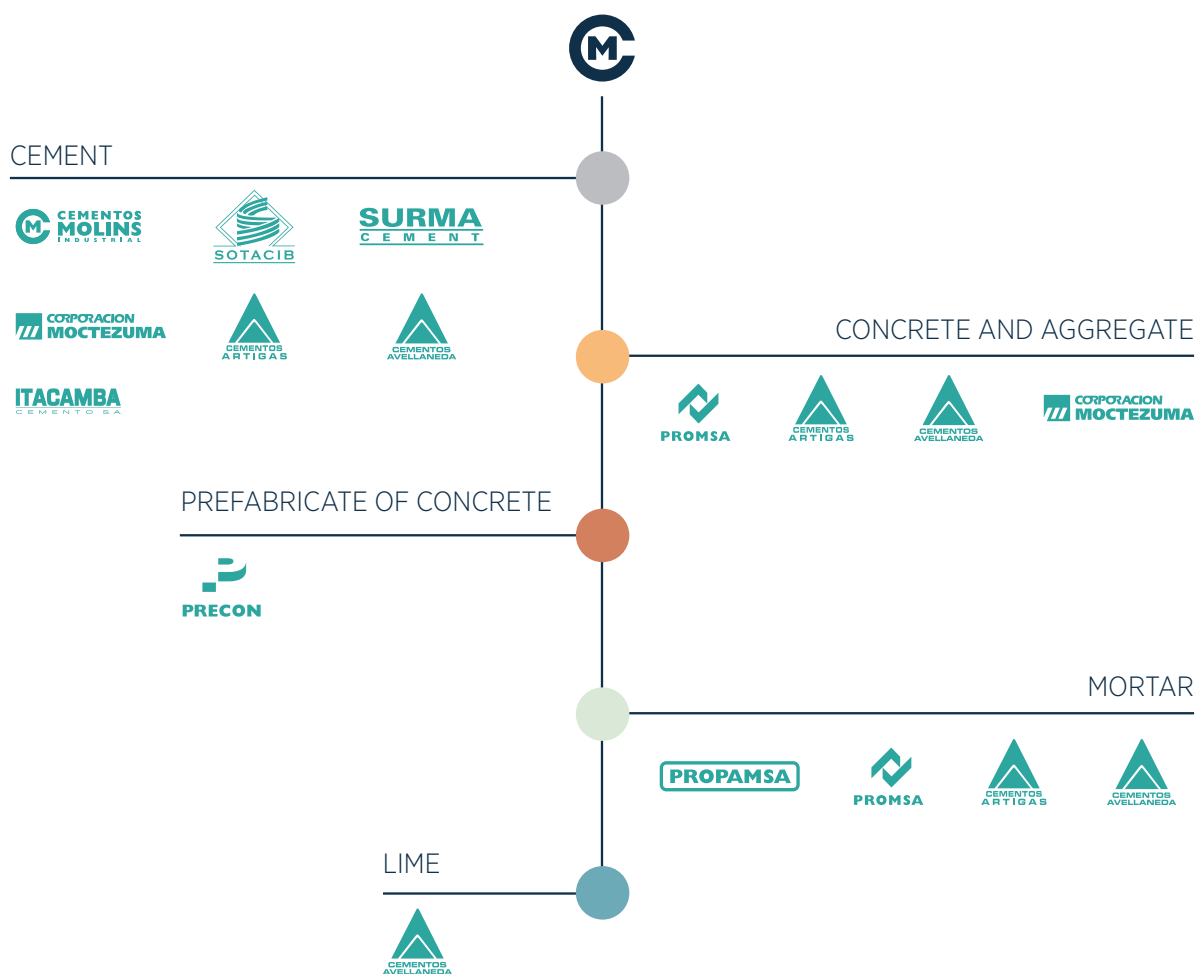 CM
CEMENT
CM CEMENTOS
MOLINS
INDUSTRIAL
SOTACIB
SURMA
CEMENT
CORPORACION
MOCTEZUMA
CEMENTOS
ARTIGAS
CEMENTOS
AVELLANEDA
ITACAMBA
CEMENTO S.A
CONCRETE AND AGGREGATE
PROMSA
CEMENTOS
ARTIGAS
CEMENTOS
AVELLANEDA
CORPORACION
MOCTEZUMA
PREFABRICATE OF CONCRETE
PRECON
MORTAR
PROPAMSA
PROMSA
CEMENTOS
ARTIGAS
CEMENTOS
AVELLANEDA
LIME
CEMENTOS
AVELLANEDA